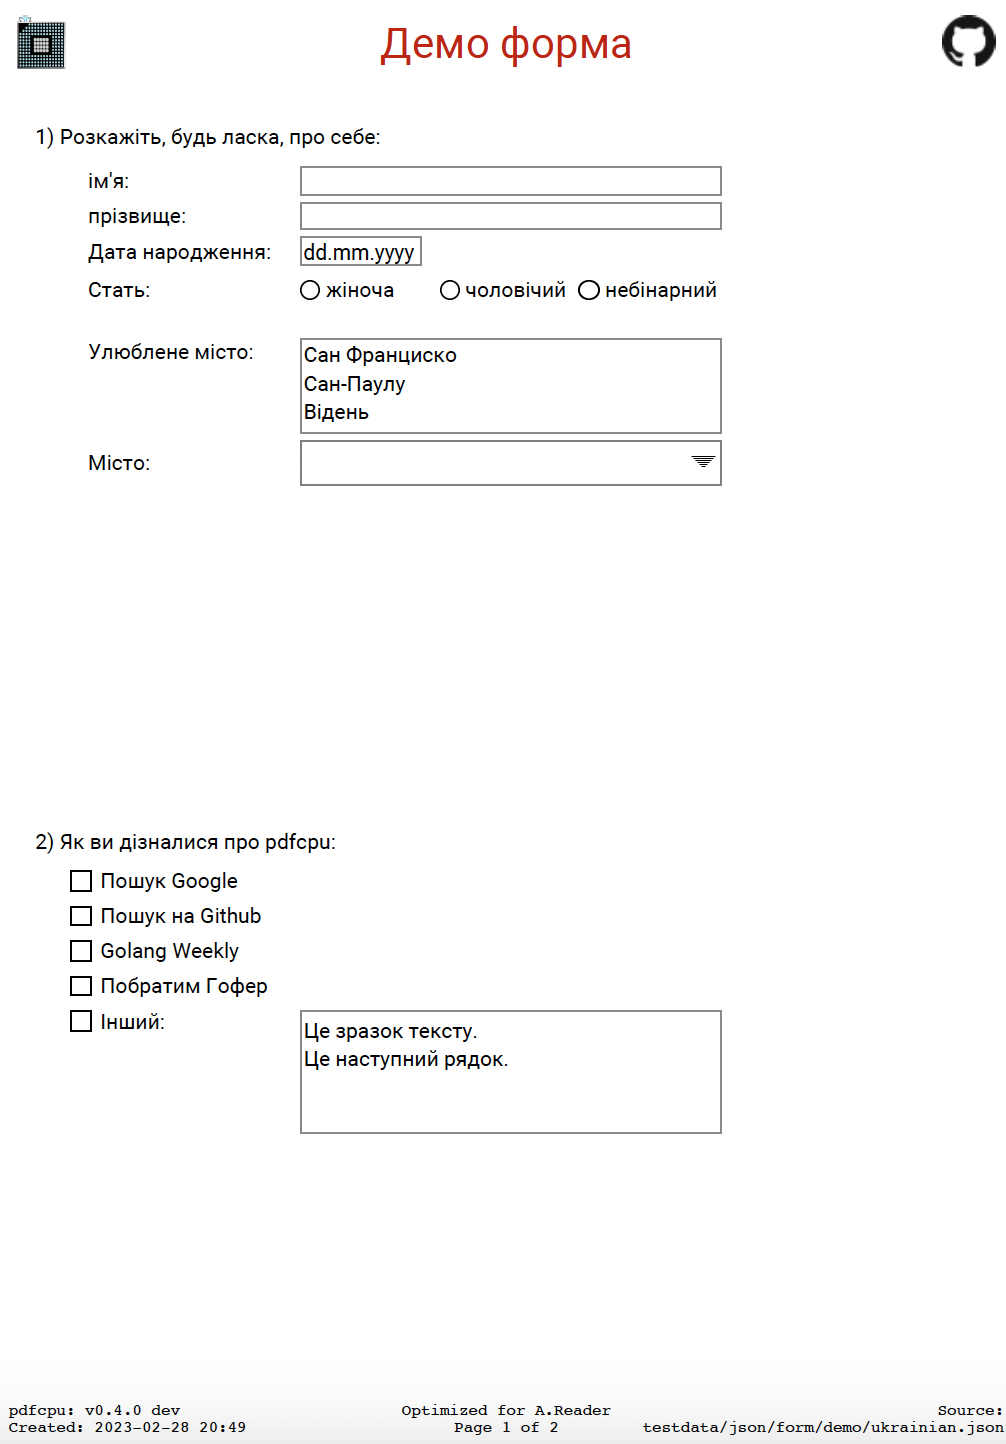 Демо форма
1) Розкажіть, будь ласка, про себе:
ім'я:
прізвище:
Дата народження: dd.mm.yyyy
Стать: жіноча чоловічий небінарний
Улюблене місто: Сан Франциско
Сан-Паулу
Відень
Місто:
2) Як ви дізналися про pdfcpu:
Пошук Google
Пошук на Github
Golang Weekly
Побратим Гофер
Інший: Це зразок тексту.
Це наступний рядок.
pdfcpu: v0.4.0 dev Optimized for A.Reader Source:
Created: 2023-02-28 20:49 Page 1 of 2 testdata/json/form/demo/ukrainian.json